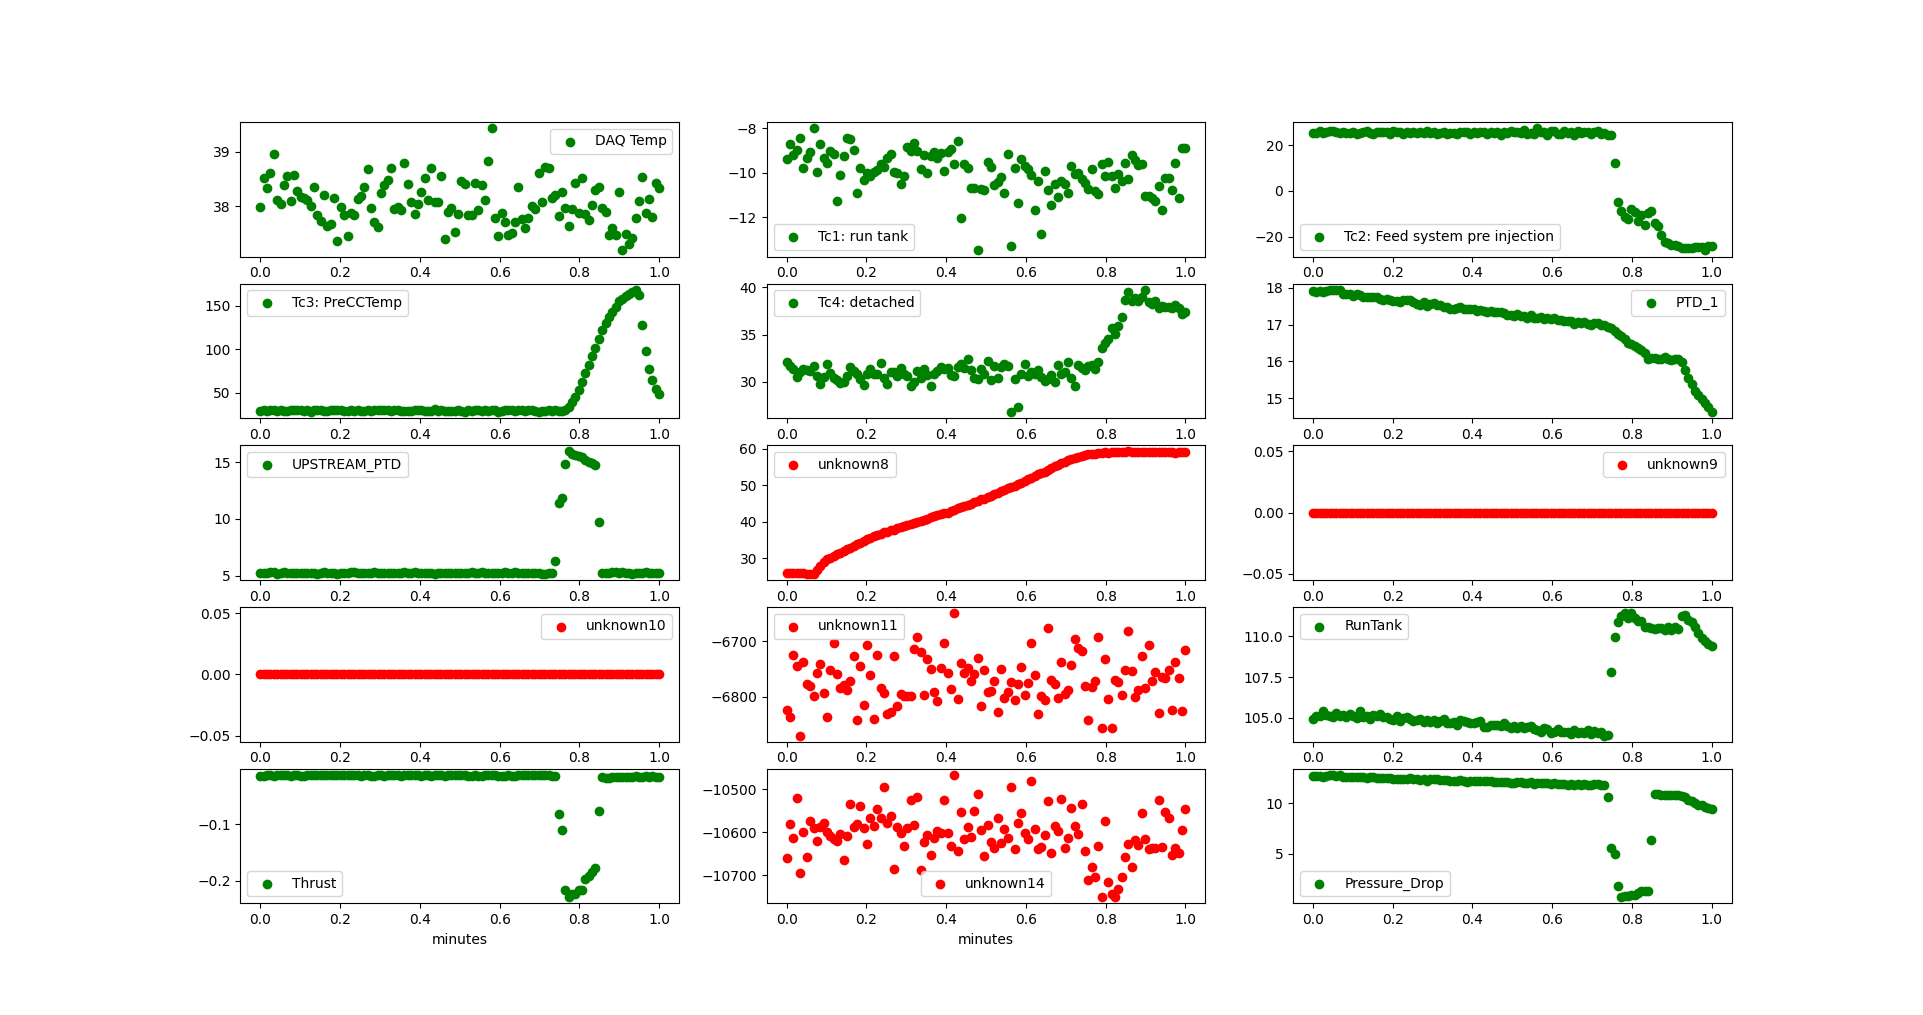 DAQ Temp
39
38
0.0 0.2 0.4 0.6 0.8 1.0
Tc1: run tank
−8
−10
−12
0.0 0.2 0.4 0.6 0.8 1.0
Tc2: Feed system pre injection
20
0
−20
0.0 0.2 0.4 0.6 0.8 1.0
Tc3: PreCCTemp
150
100
50
0.0 0.2 0.4 0.6 0.8 1.0
Tc4: detached
40
35
30
0.0 0.2 0.4 0.6 0.8 1.0
PTD_1
18
17
16
15
0.0 0.2 0.4 0.6 0.8 1.0
UPSTREAM_PTD
15
10
5
0.0 0.2 0.4 0.6 0.8 1.0
unknown8
60
50
40
30
0.0 0.2 0.4 0.6 0.8 1.0
unknown9
0.05
0.00
−0.05
0.0 0.2 0.4 0.6 0.8 1.0
unknown10
0.05
0.00
−0.05
0.0 0.2 0.4 0.6 0.8 1.0
unknown11
−6700
−6800
0.0 0.2 0.4 0.6 0.8 1.0
RunTank
110.0
107.5
105.0
0.0 0.2 0.4 0.6 0.8 1.0
−0.1
−0.2
Thrust
0.0 0.2 0.4 0.6 0.8 1.0
minutes
−10500
−10600
−10700
unknown14
0.0 0.2 0.4 0.6 0.8 1.0
minutes
10
5
Pressure_Drop
0.0 0.2 0.4 0.6 0.8 1.0